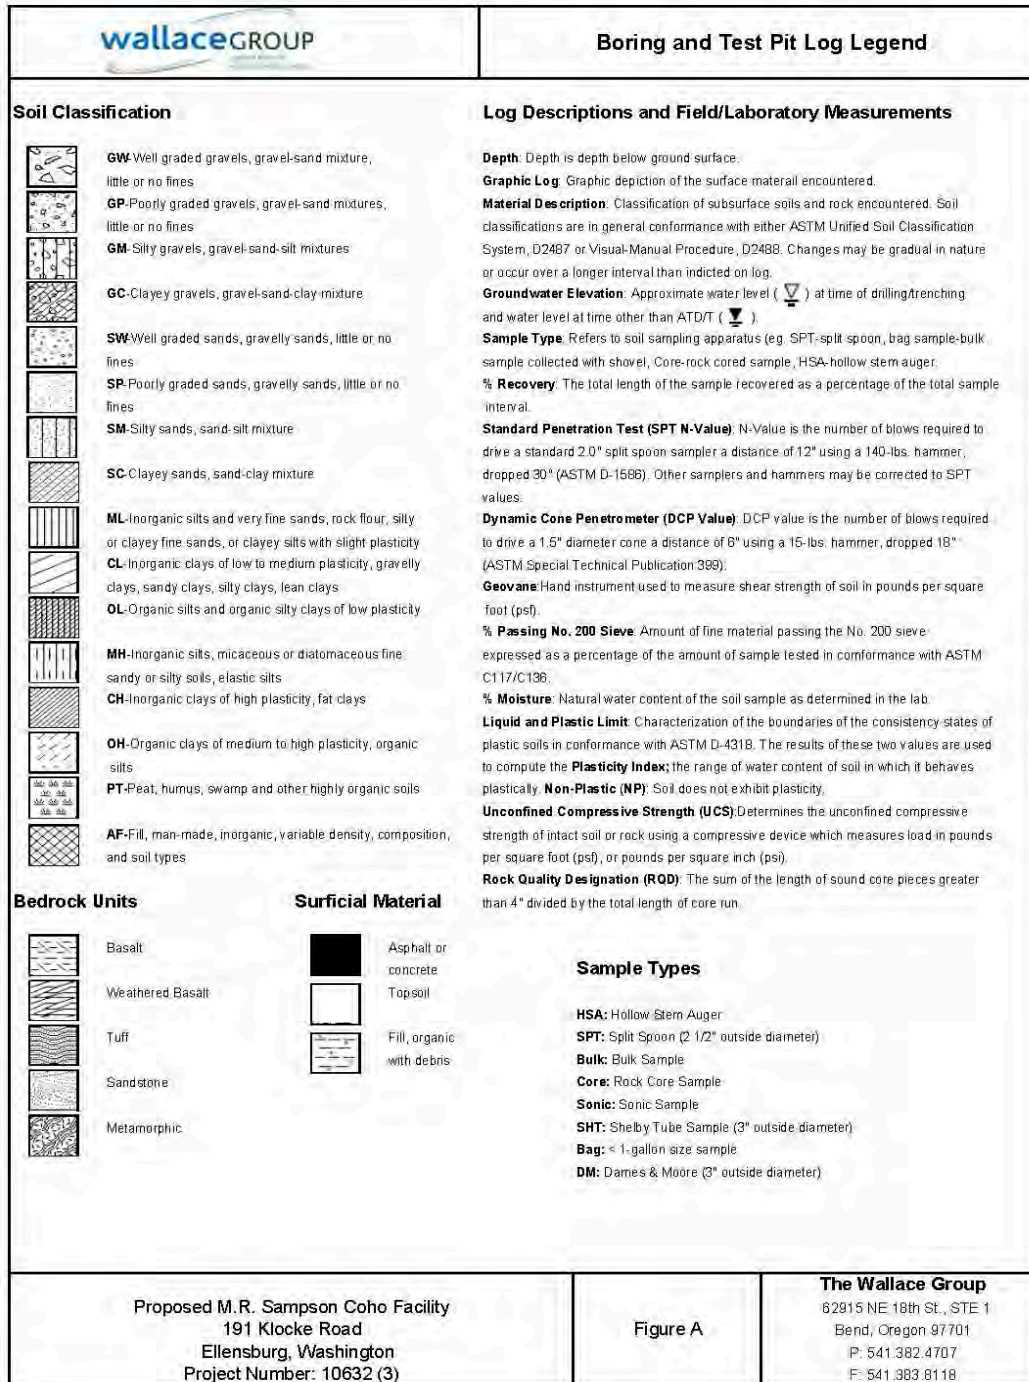 wallaceGROUP
Boring and Test Pit Log Legend
Soil Classification
GW-Well graded gravels, gravel-sand mixture,
little or no fines
GP-Poorly graded gravels, gravel-sand mixtures,
little or no fines
GM-Silty gravels, gravel-sand-silt mixtures
GC-Clayey gravels, gravel-sand-clay mixture
SW-Well graded sands, gravelly sands, little or no
fines
SP-Poorly graded sands, gravelly sands, little or no
fines
SM-Silty sands, sand-silt mixture
SC-Clayey sands, sand-clay mixture
ML-Inorganic silts and very fine sands, rock flour, silty
or clayey fine sands, or clayey silts with slight plasticity
CL-Inorganic clays of low to medium plasticity, gravelly
clays, sandy clays, silty clays, lean clays
OL-Organic silts and organic silty clays of low plasticity
MH-Inorganic silts, micaceous or diatomaceous fine
sandy or silty soils, elastic silts
CH-Inorganic clays of high plasticity, fat clays
OH-Organic clays of medium to high plasticity, organic
silts
PT-Peat, humus, swamp and other highly organic soils
AF-Fill, man-made, inorganic, variable density, composition,
and soil types
Bedrock Units
Basalt
Weathered Basalt
Tuff
Sandstone
Metamorphic
Surficial Material
Asphalt or
concrete
Topsoil
Fill, organic
with debris
Log Descriptions and Field/Laboratory Measurements
Depth: Depth is depth below ground surface.
Graphic Log: Graphic depiction of the surface materail encountered.
Material Description: Classification of subsurface soils and rock encountered. Soil
classifications are in general conformance with either ASTM Unified Soil Classification
System, D2487 or Visual-Manual Procedure, D2488. Changes may be gradual in nature
or occur over a longer interval than indicted on log.
Groundwater Elevation: Approximate water level ( ) at time of drilling/trenching
and water level at time other than ATD/T ( ).
Sample Type: Refers to soil sampling apparatus (eg. SPT-split spoon, bag sample-bulk
sample collected with shovel, Core-rock cored sample, HSA-hollow stem auger.
% Recovery: The total length of the sample recovered as a percentage of the total sample
interval.
Standard Penetration Test (SPT N-Value): N-Value is the number of blows required to
drive a standard 2.0" split spoon sampler a distance of 12" using a 140-lbs. hammer,
dropped 30" (ASTM D-1586). Other samplers and hammers may be corrected to SPT
values.
Dynamic Cone Penetrometer (DCP Value): DCP value is the number of blows required
to drive a 1.5" diameter cone a distance of 6" using a 15-lbs. hammer, dropped 18"
(ASTM Special Technical Publication 399).
Geovane:Hand instrument used to measure shear strength of soil in pounds per square
foot (psf).
% Passing No. 200 Sieve: Amount of fine material passing the No. 200 sieve
expressed as a percentage of the amount of sample tested in comformance with ASTM
C117/C136.
% Moisture: Natural water content of the soil sample as determined in the lab.
Liquid and Plastic Limit: Characterization of the boundaries of the consistency states of
plastic soils in conformance with ASTM D-4318. The results of these two values are used
to compute the Plasticity Index; the range of water content of soil in which it behaves
plastically. Non-Plastic (NP): Soil does not exhibit plasticity.
Unconfined Compressive Strength (UCS):Determines the unconfined compressive
strength of intact soil or rock using a compressive device which measures load in pounds
per square foot (psf), or pounds per square inch (psi).
Rock Quality Designation (RQD): The sum of the length of sound core pieces greater
than 4" divided by the total length of core run.
Sample Types
HSA: Hollow Stem Auger
SPT: Split Spoon (2 1/2" outside diameter)
Bulk: Bulk Sample
Core: Rock Core Sample
Sonic: Sonic Sample
SHT: Shelby Tube Sample (3" outside diameter)
Bag: < 1-gallon size sample
DM: Dames & Moore (3" outside diameter)
Proposed M.R. Sampson Coho Facility
191 Klocke Road
Ellensburg, Washington
Project Number: 10632 (3)
Figure A
The Wallace Group
62915 NE 18th St., STE 1
Bend, Oregon 97701
P: 541.382.4707
F: 541.383.8118